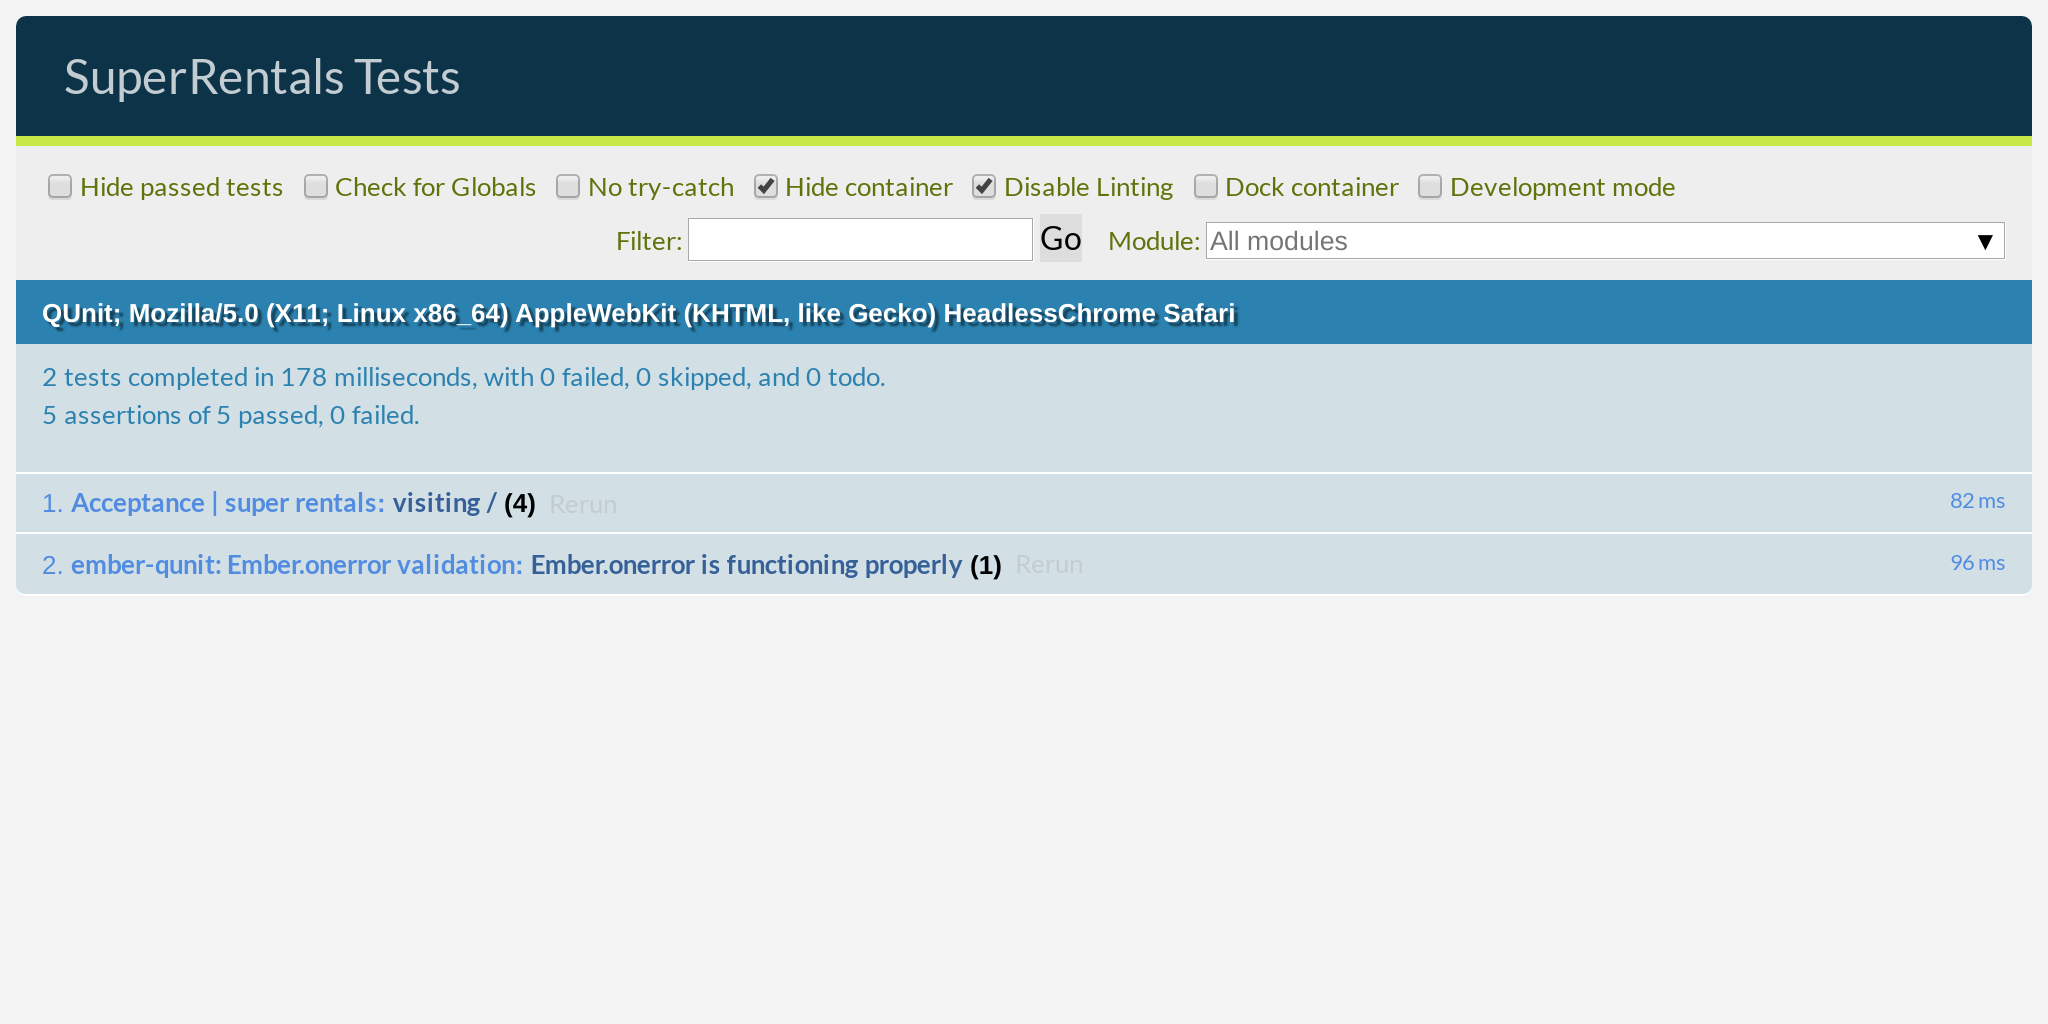 SuperRentals Tests
Hide passed tests Check for Globals No try-catch Hide container Disable Linting Dock container Development mode
Filter: Go Module: All modules ▼
QUnit; Mozilla/5.0 (X11; Linux x86_64) AppleWebKit (KHTML, like Gecko) HeadlessChrome Safari
2 tests completed in 178 milliseconds, with 0 failed, 0 skipped, and 0 todo.
5 assertions of 5 passed, 0 failed.
1. Acceptance | super rentals: visiting / (4) Rerun 82 ms
2. ember-qunit: Ember.onerror validation: Ember.onerror is functioning properly (1) Rerun 96 ms